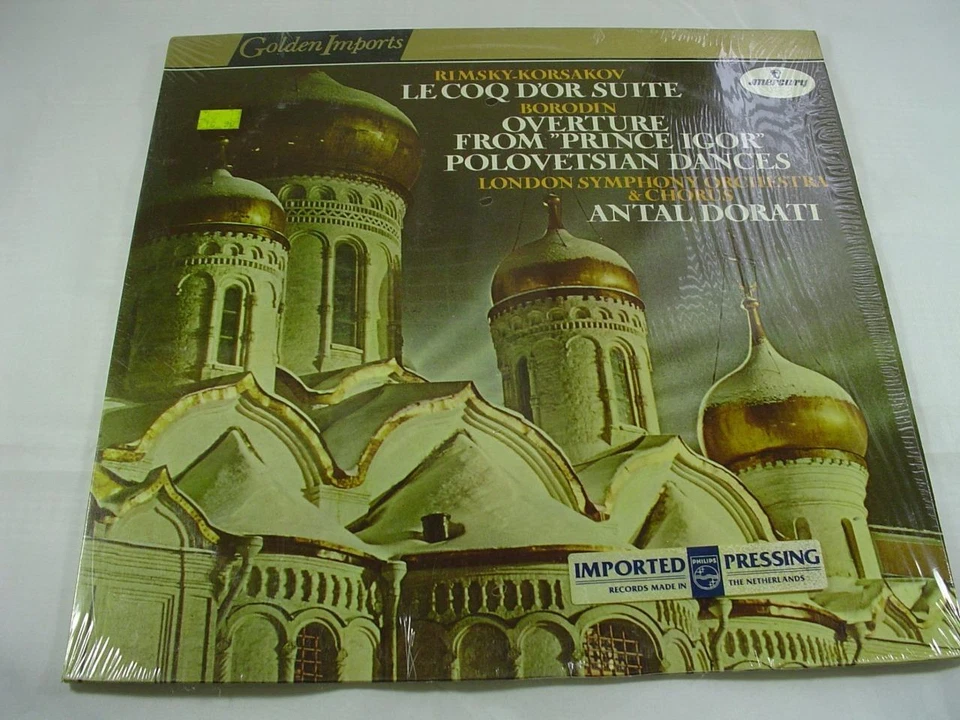 Golden Imports
mercury
RIMSKY-KORSAKOV
LE COQ D'OR SUITE
BORODIN
OVERTURE
FROM "PRINCE IGOR"
POLOVETSIAN DANCES
LONDON SYMPHONY ORCHESTRA
& CHORUS
ANTAL DORATI
IMPORTED PHILIPS PRESSING
RECORDS MADE IN THE NETHERLANDS